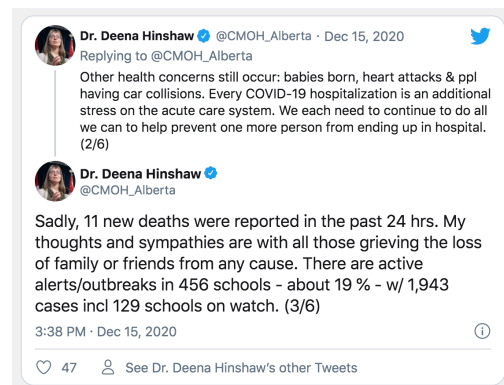 Dr. Deena Hinshaw @CMOH_Alberta · Dec 15, 2020
Replying to @CMOH_Alberta
Other health concerns still occur: babies born, heart attacks & ppl
having car collisions. Every COVID-19 hospitalization is an additional
stress on the acute care system. We each need to continue to do all
we can to help prevent one more person from ending up in hospital.
(2/6)
Dr. Deena Hinshaw
@CMOH_Alberta
Sadly, 11 new deaths were reported in the past 24 hrs. My
thoughts and sympathies are with all those grieving the loss
of family or friends from any cause. There are active
alerts/outbreaks in 456 schools - about 19 % - w/ 1,943
cases incl 129 schools on watch. (3/6)
3:38 PM · Dec 15, 2020
47 See Dr. Deena Hinshaw's other Tweets